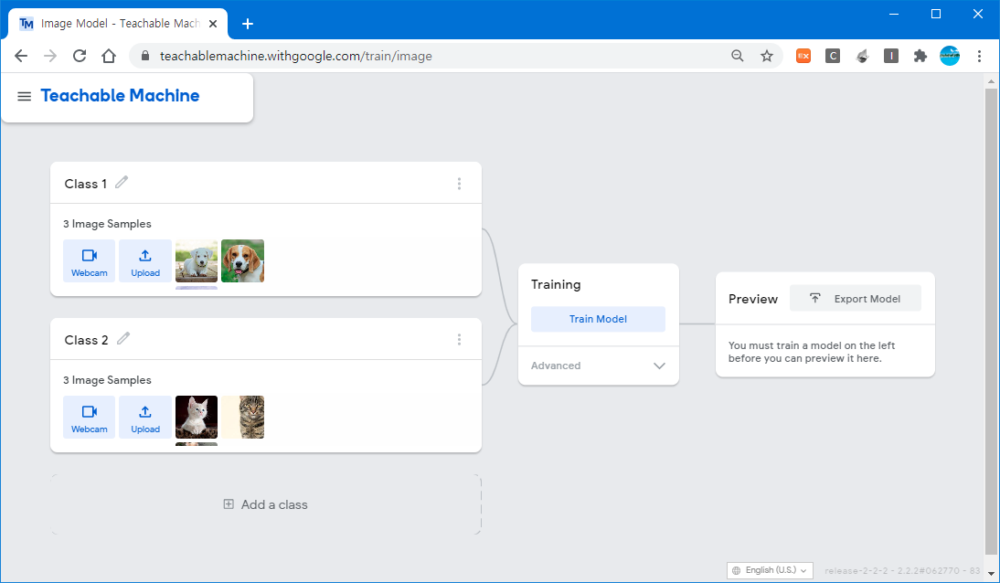 TM Image Model - Teachable Mach
teachablemachine.withgoogle.com/train/image
Teachable Machine
Class 1
3 Image Samples
Webcam
Upload
Class 2
3 Image Samples
Webcam
Upload
Add a class
Training
Train Model
Advanced
Preview
Export Model
You must train a model on the left
before you can preview it here.
English (U.S.)
release-2-2-2 - 2.2.2#062770 - 83